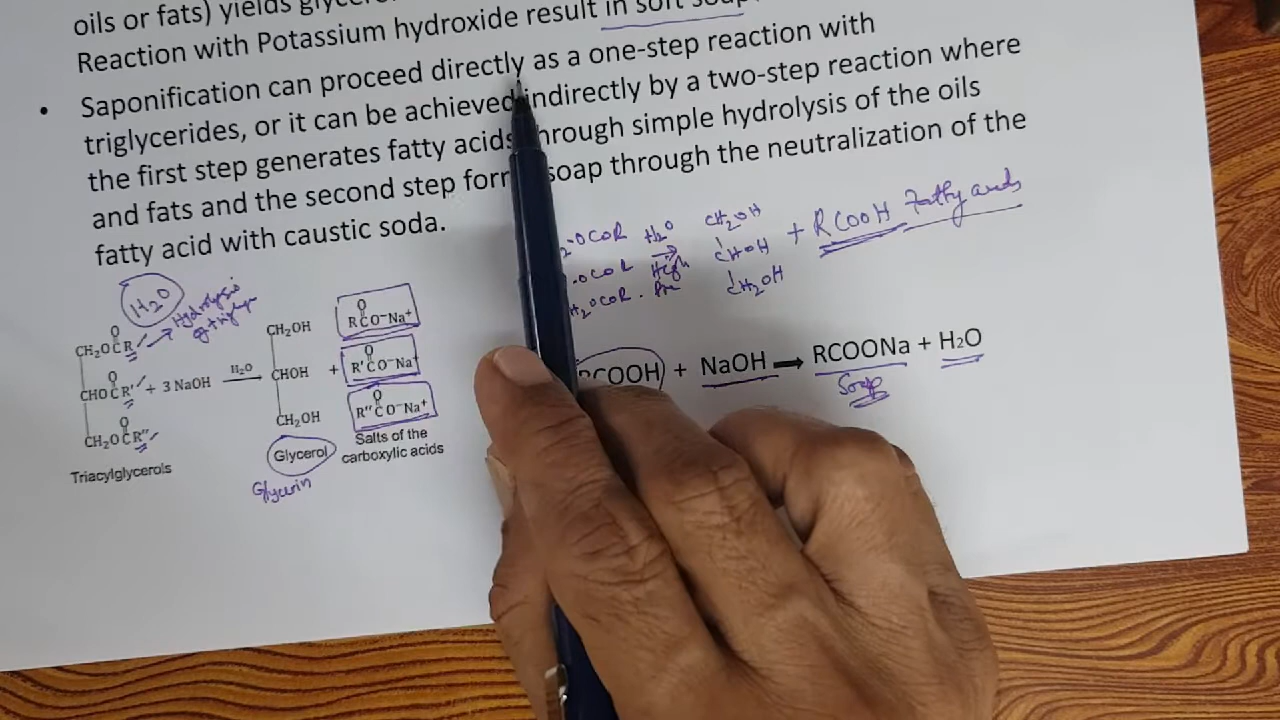 oils or fats) yields
Reaction with Potassium hydroxide result in soft soap
• Saponification can proceed directly as a one-step reaction with
triglycerides, or it can be achieved indirectly by a two-step reaction where
the first step generates fatty acids through simple hydrolysis of the oils
and fats and the second step soap through the neutralization of the
fatty acid with caustic soda.
H2O
Hydrolysis
OCOR H2O CH2OH
OCOR CHOH + RCOOH Fatty acids
H2OCOR CH2OH
O
CH2OCR
O
CHOCR' + 3 NaOH
O
CH2OCR"
Triacylglycerols
H2O
CH2OH
CHOH
CH2OH
Glycerol
Glycerin
+
O
RCO⁻Na⁺
O
R'CO⁻Na⁺
O
R"CO⁻Na⁺
Salts of the
carboxylic acids
RCOOH + NaOH → RCOONa + H2O
Soap